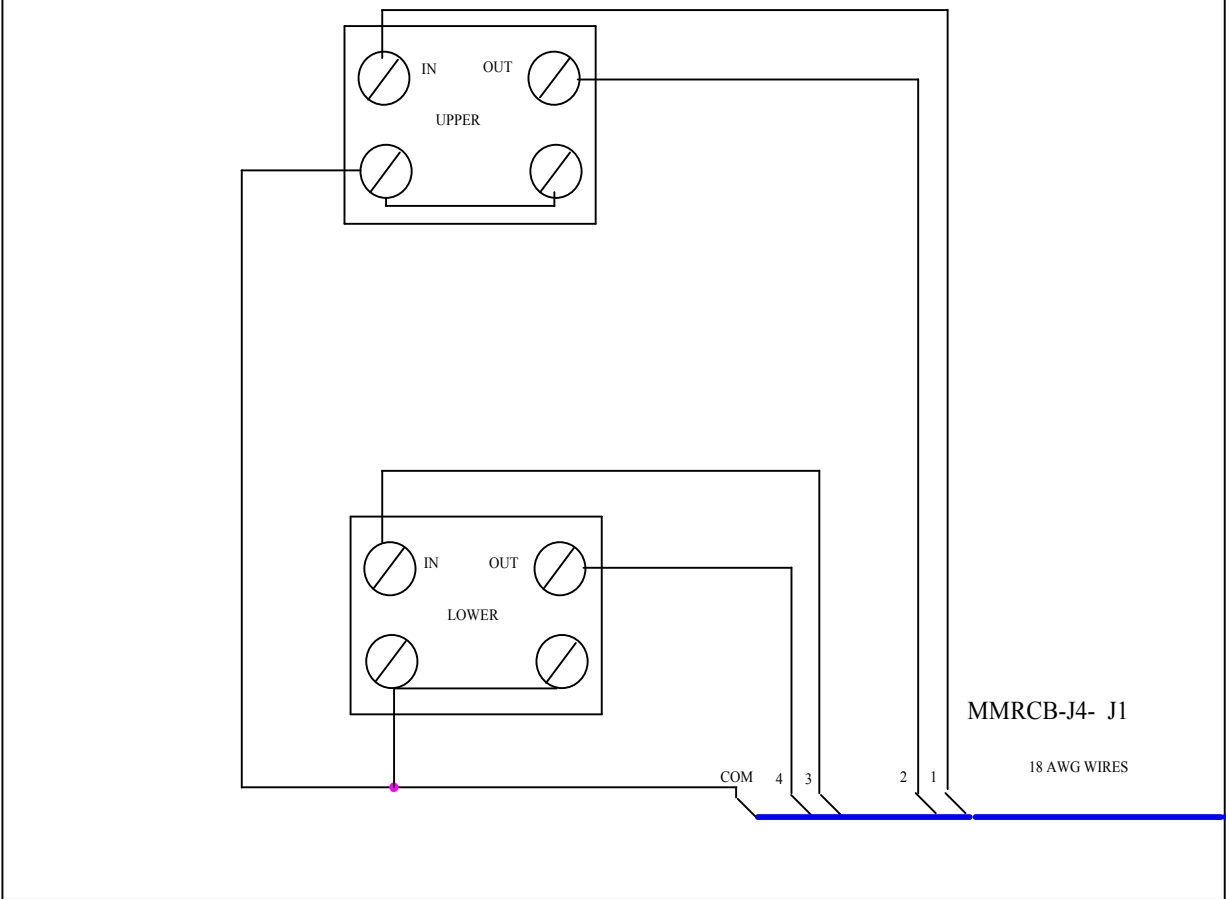 IN OUT
UPPER
IN OUT
LOWER
MMRCB-J4- J1
18 AWG WIRES
COM 4 3 2 1